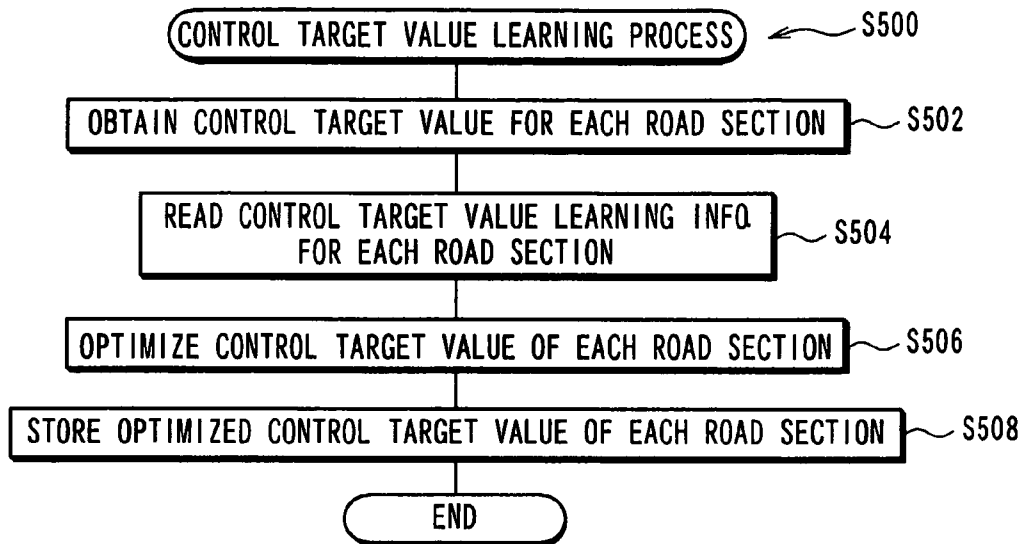 CONTROL TARGET VALUE LEARNING PROCESS
S500
OBTAIN CONTROL TARGET VALUE FOR EACH ROAD SECTION
S502
READ CONTROL TARGET VALUE LEARNING INFO.
FOR EACH ROAD SECTION
S504
OPTIMIZE CONTROL TARGET VALUE OF EACH ROAD SECTION
S506
STORE OPTIMIZED CONTROL TARGET VALUE OF EACH ROAD SECTION
S508
END